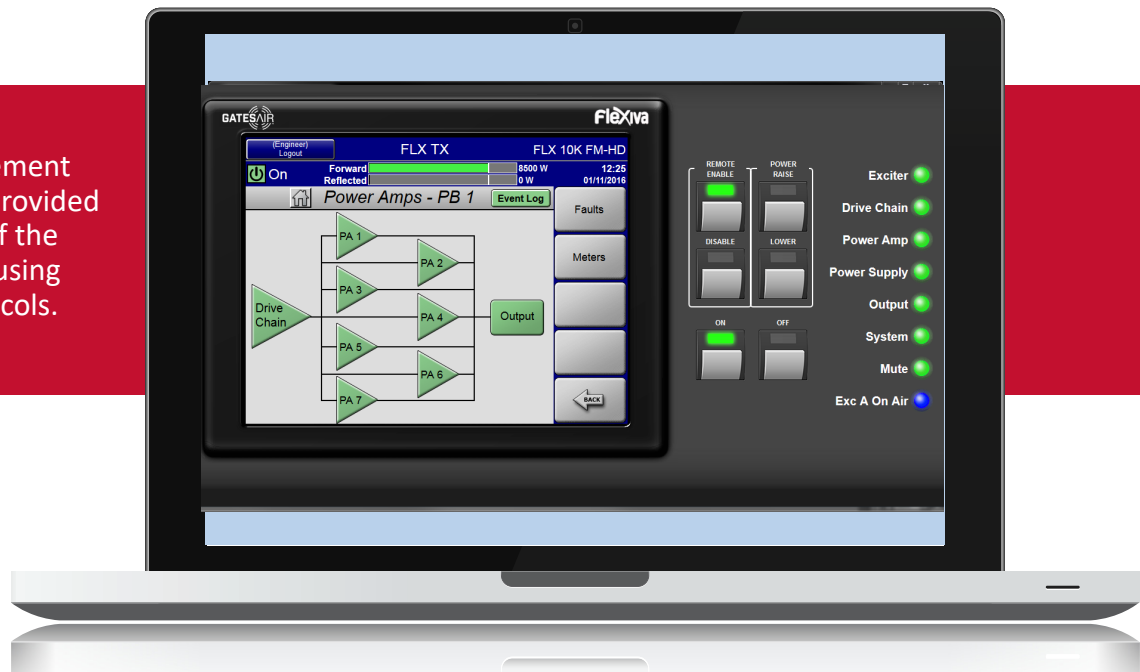 ement
rovided
f the
using
cols.
GATESAIR
Flexiva
(Engineer)
Logout
FLX TX
FLX 10K FM-HD
On
Forward
8500 W
12:25
Reflected
0 W
01/11/2016
Power Amps - PB 1
Event Log
Faults
Meters
BACK
PA 1
PA 2
PA 3
Drive
Chain
PA 4
Output
PA 5
PA 6
PA 7
REMOTE
ENABLE
POWER
RAISE
DISABLE
LOWER
ON
OFF
Exciter
Drive Chain
Power Amp
Power Supply
Output
System
Mute
Exc A On Air